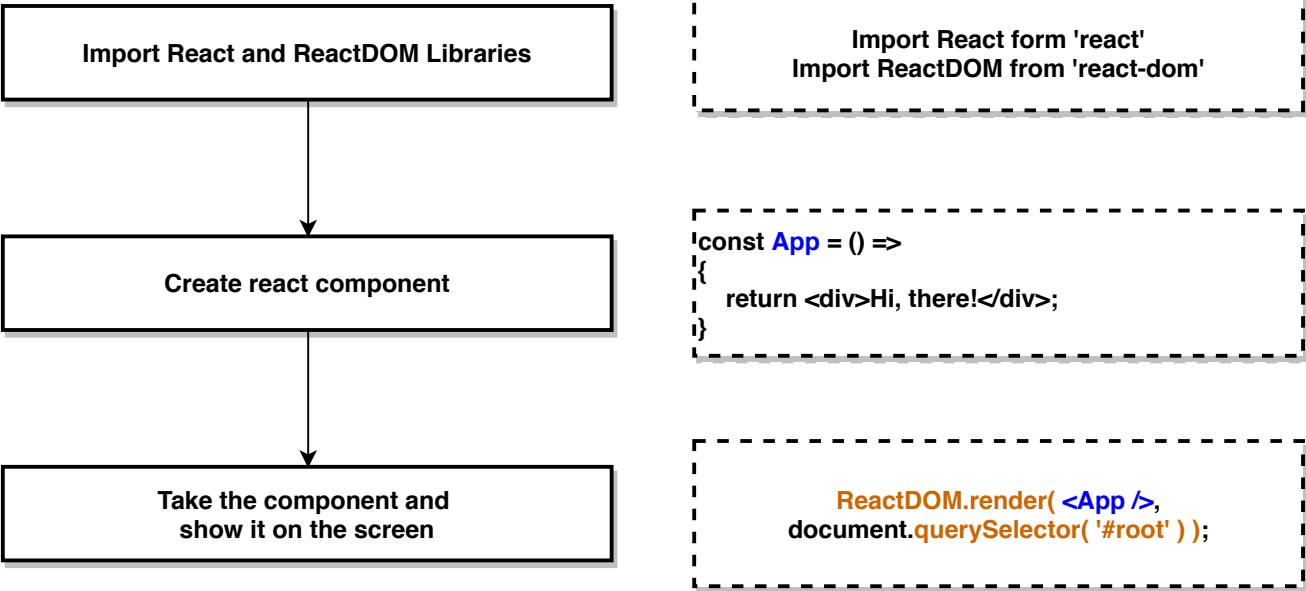 Import React and ReactDOM Libraries
Import React form 'react'
Import ReactDOM from 'react-dom'
Create react component
const App = () =>
{
return <div>Hi, there!</div>;
}
Take the component and
show it on the screen
ReactDOM.render( <App />,
document.querySelector( '#root' ) );